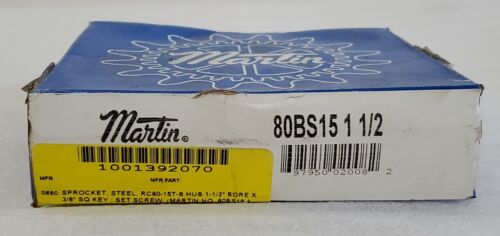 Martin
Martin®
80BS15 1 1/2
1001392070
97950 02008 2
MFR: MFR PART:
DESC: SPROCKET, STEEL, RC80-15T-B HUB 1-1/2" BORE X
3/8" SQ KEY, SET SCREW, (MARTIN NO. 80BS15 1